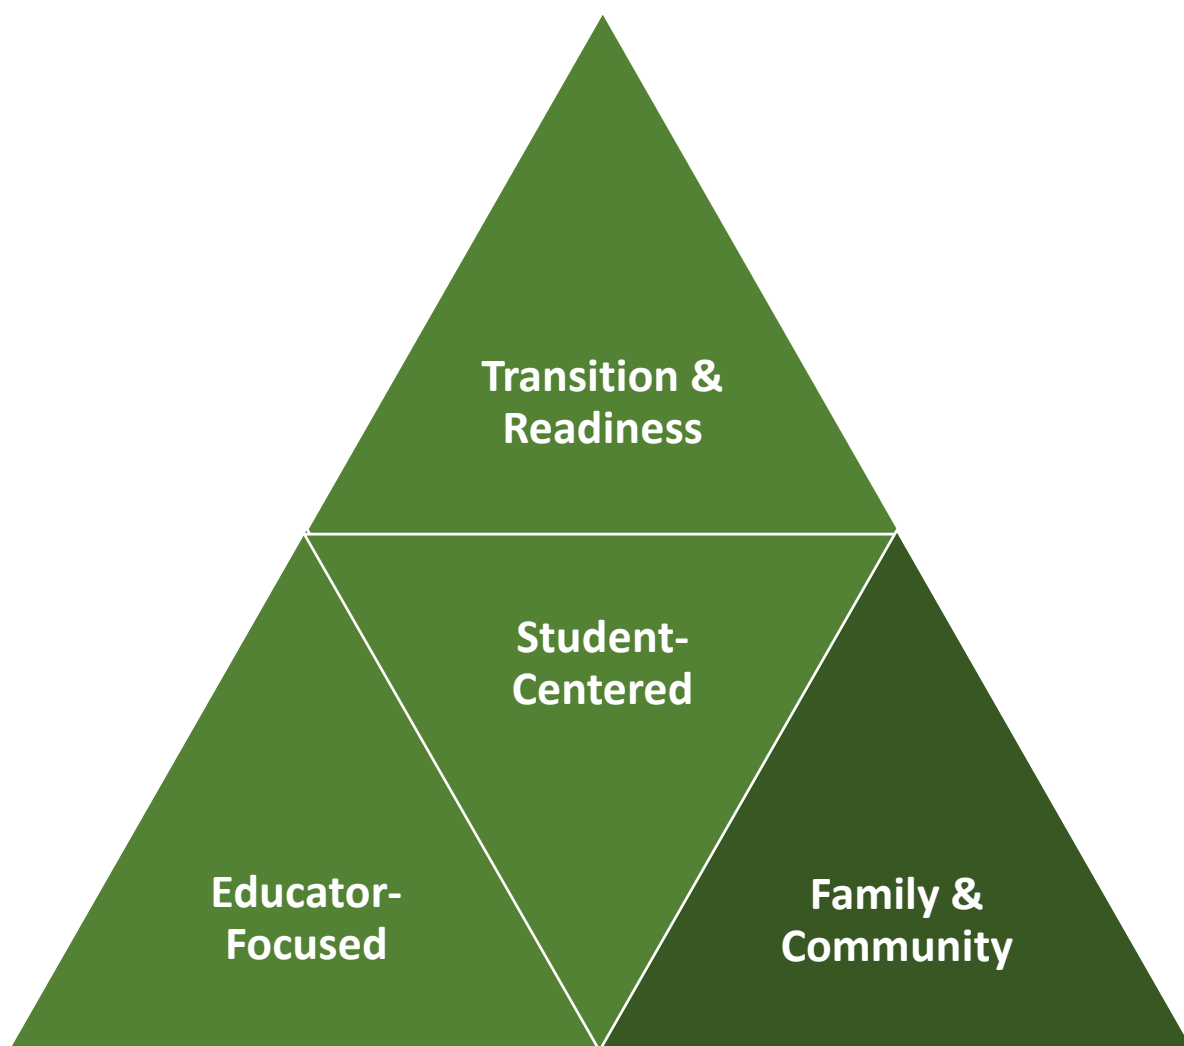 Transition &
Readiness
Student-
Centered
Educator-
Focused
Family &
Community